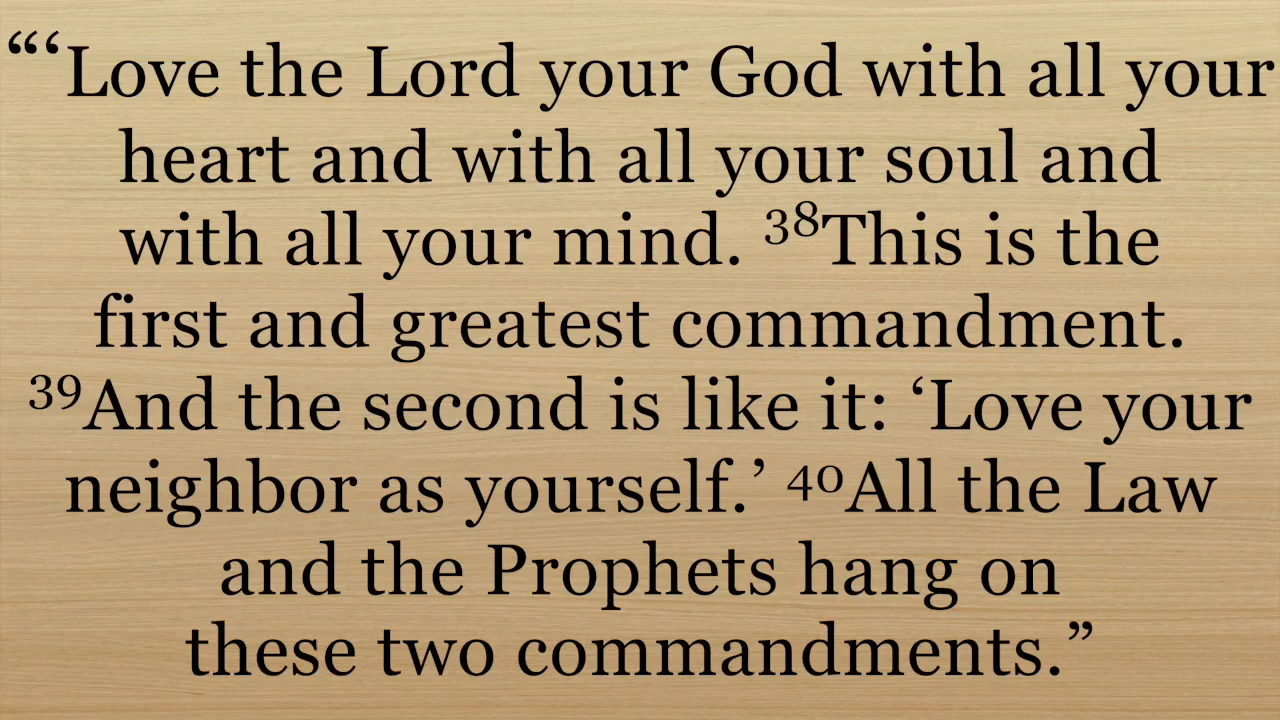 “‘Love the Lord your God with all your
heart and with all your soul and
with all your mind. ³⁸This is the
first and greatest commandment.
³⁹And the second is like it: ‘Love your
neighbor as yourself.’ ⁴⁰All the Law
and the Prophets hang on
these two commandments.”